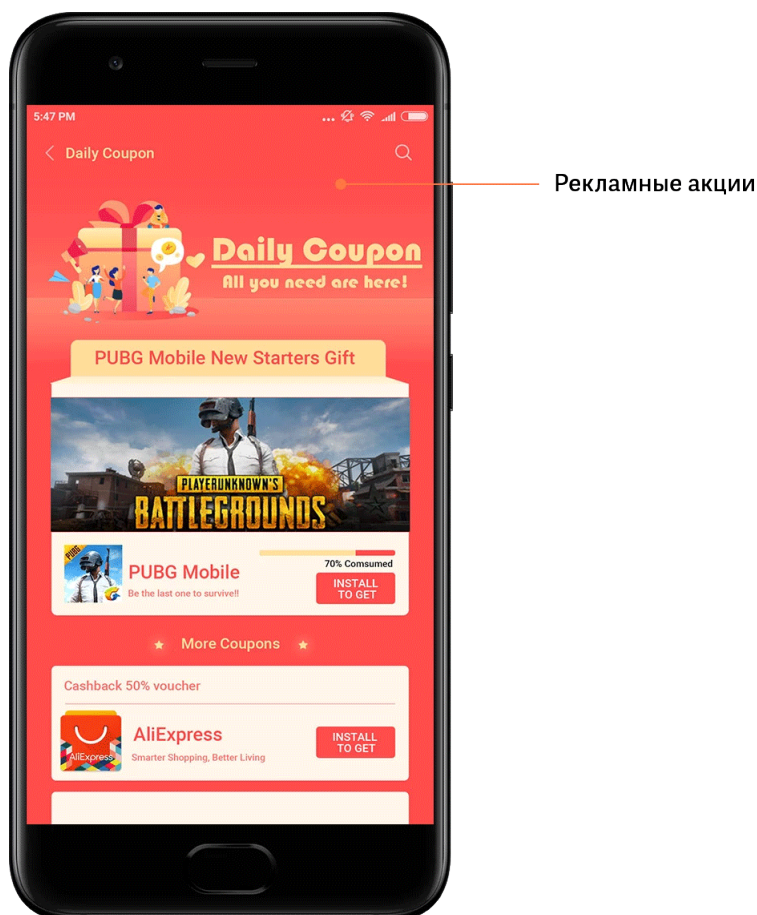 5:47 PM
Daily Coupon
Рекламные акции
Daily Coupon
All you need are here!
PUBG Mobile New Starters Gift
PLAYERUNKNOWN'S
BATTLEGROUNDS
PUBG
PUBG Mobile
Be the last one to survive!!
70% Comsumed
INSTALL
TO GET
More Coupons
Cashback 50% voucher
AliExpress
AliExpress
Smarter Shopping, Better Living
INSTALL
TO GET